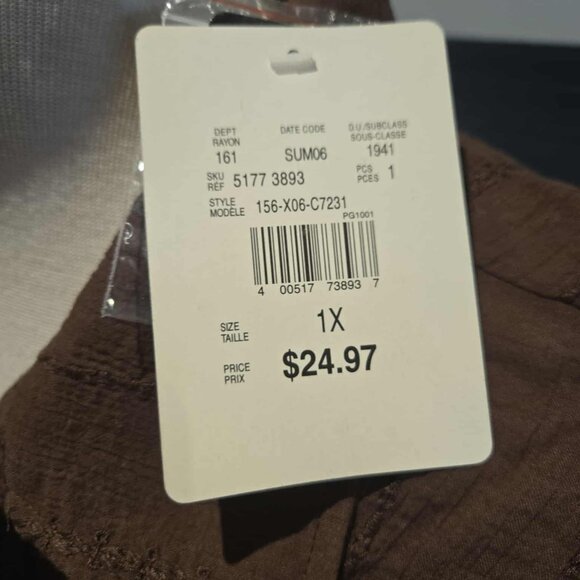 DEPT DATE CODE D.U./SUBCLASS
RAYON SOUS-CLASSE
161 SUM06 1941
SKU 5177 3893 PCS 1
RÉF PCES
STYLE 156-X06-C7231
MODÈLE
PG1001
4 00517 73893 7
SIZE 1X
TAILLE
PRICE $24.97
PRIX